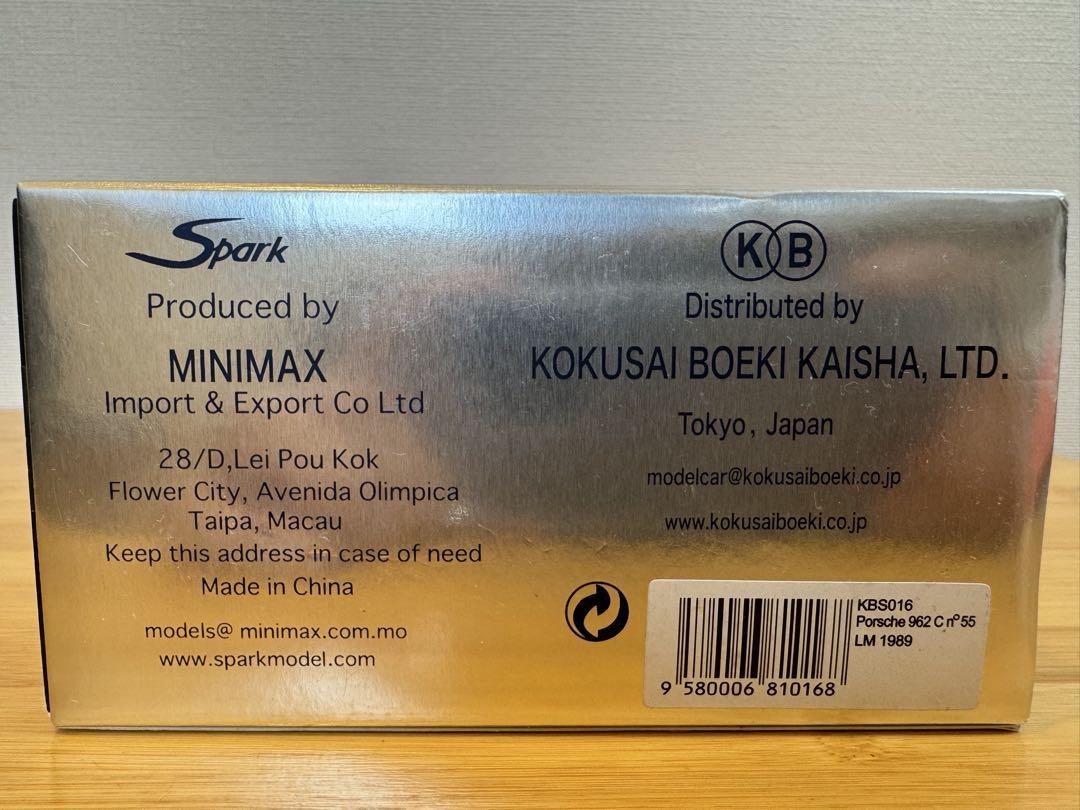 Spark
Produced by
MINIMAX
Import & Export Co Ltd
28/D,Lei Pou Kok
Flower City, Avenida Olimpica
Taipa, Macau
Keep this address in case of need
Made in China
models@ minimax.com.mo
www.sparkmodel.com
KB
Distributed by
KOKUSAI BOEKI KAISHA, LTD.
Tokyo, Japan
modelcar@kokusaiboeki.co.jp
www.kokusaiboeki.co.jp
KBS016
Porsche 962 C nº55
LM 1989
9 580006 810168